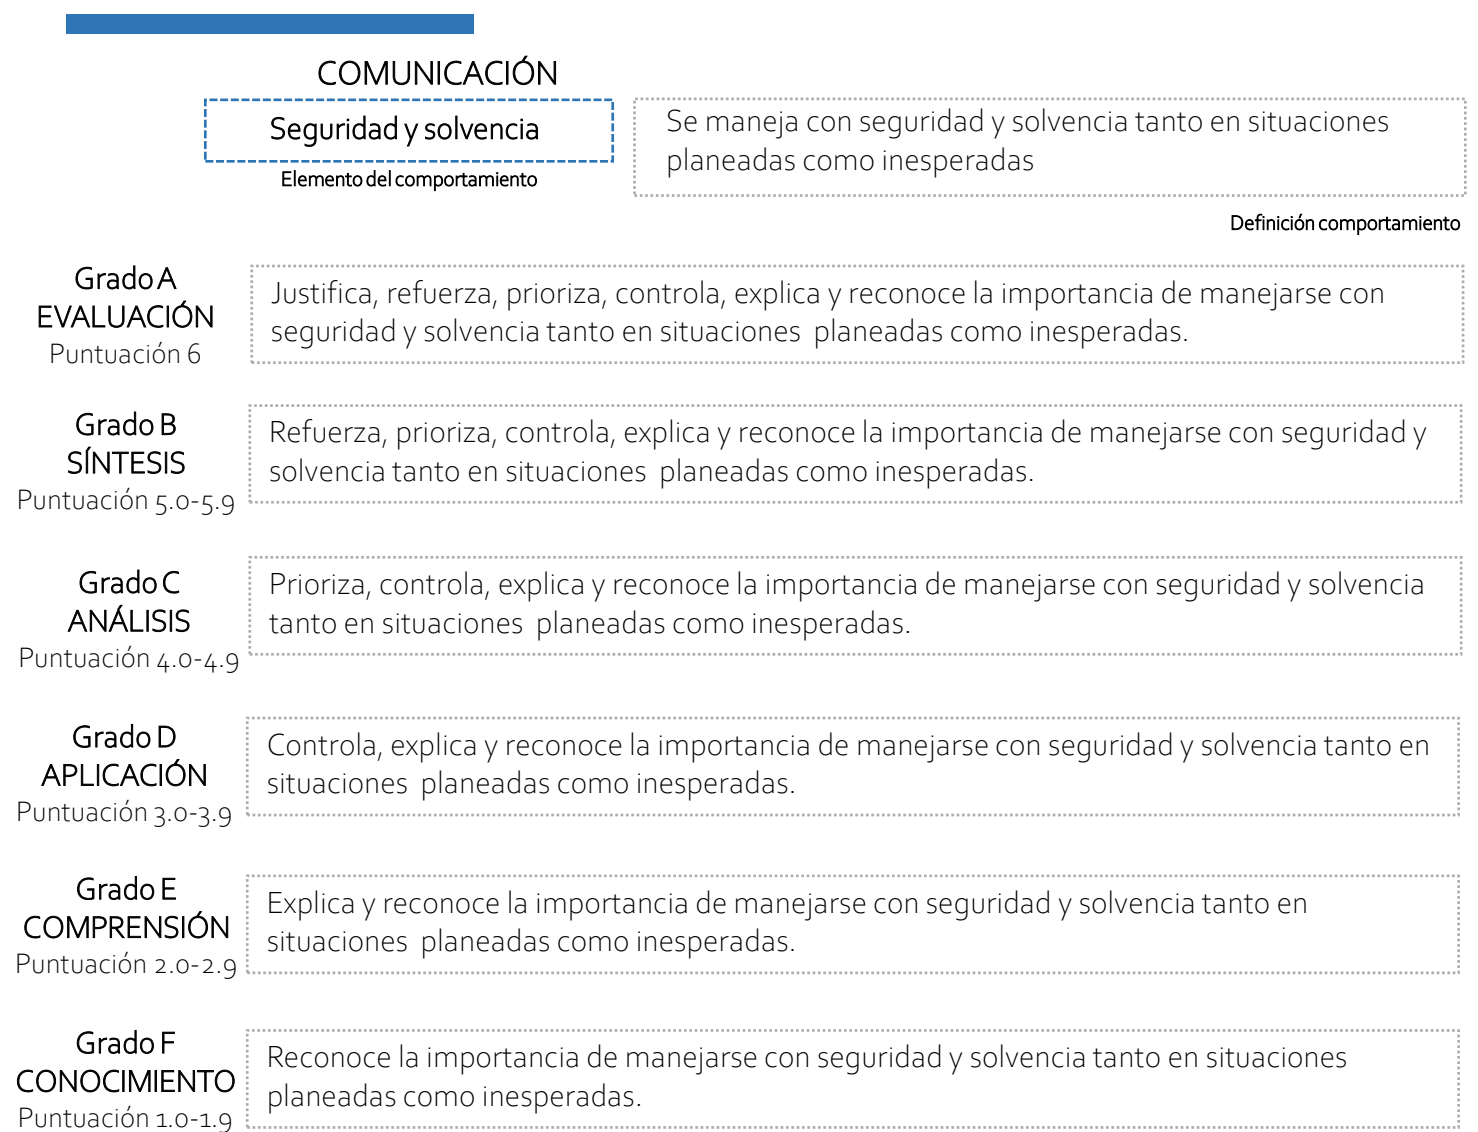 COMUNICACIÓN
Seguridad y solvencia
Elemento del comportamiento
Se maneja con seguridad y solvencia tanto en situaciones
planeadas como inesperadas
Definición comportamiento
Grado A
EVALUACIÓN
Puntuación 6
Justifica, refuerza, prioriza, controla, explica y reconoce la importancia de manejarse con
seguridad y solvencia tanto en situaciones planeadas como inesperadas.
Grado B
SÍNTESIS
Puntuación 5.0-5.9
Refuerza, prioriza, controla, explica y reconoce la importancia de manejarse con seguridad y
solvencia tanto en situaciones planeadas como inesperadas.
Grado C
ANÁLISIS
Puntuación 4.0-4.9
Prioriza, controla, explica y reconoce la importancia de manejarse con seguridad y solvencia
tanto en situaciones planeadas como inesperadas.
Grado D
APLICACIÓN
Puntuación 3.0-3.9
Controla, explica y reconoce la importancia de manejarse con seguridad y solvencia tanto en
situaciones planeadas como inesperadas.
Grado E
COMPRENSIÓN
Puntuación 2.0-2.9
Explica y reconoce la importancia de manejarse con seguridad y solvencia tanto en
situaciones planeadas como inesperadas.
Grado F
CONOCIMIENTO
Puntuación 1.0-1.9
Reconoce la importancia de manejarse con seguridad y solvencia tanto en situaciones
planeadas como inesperadas.